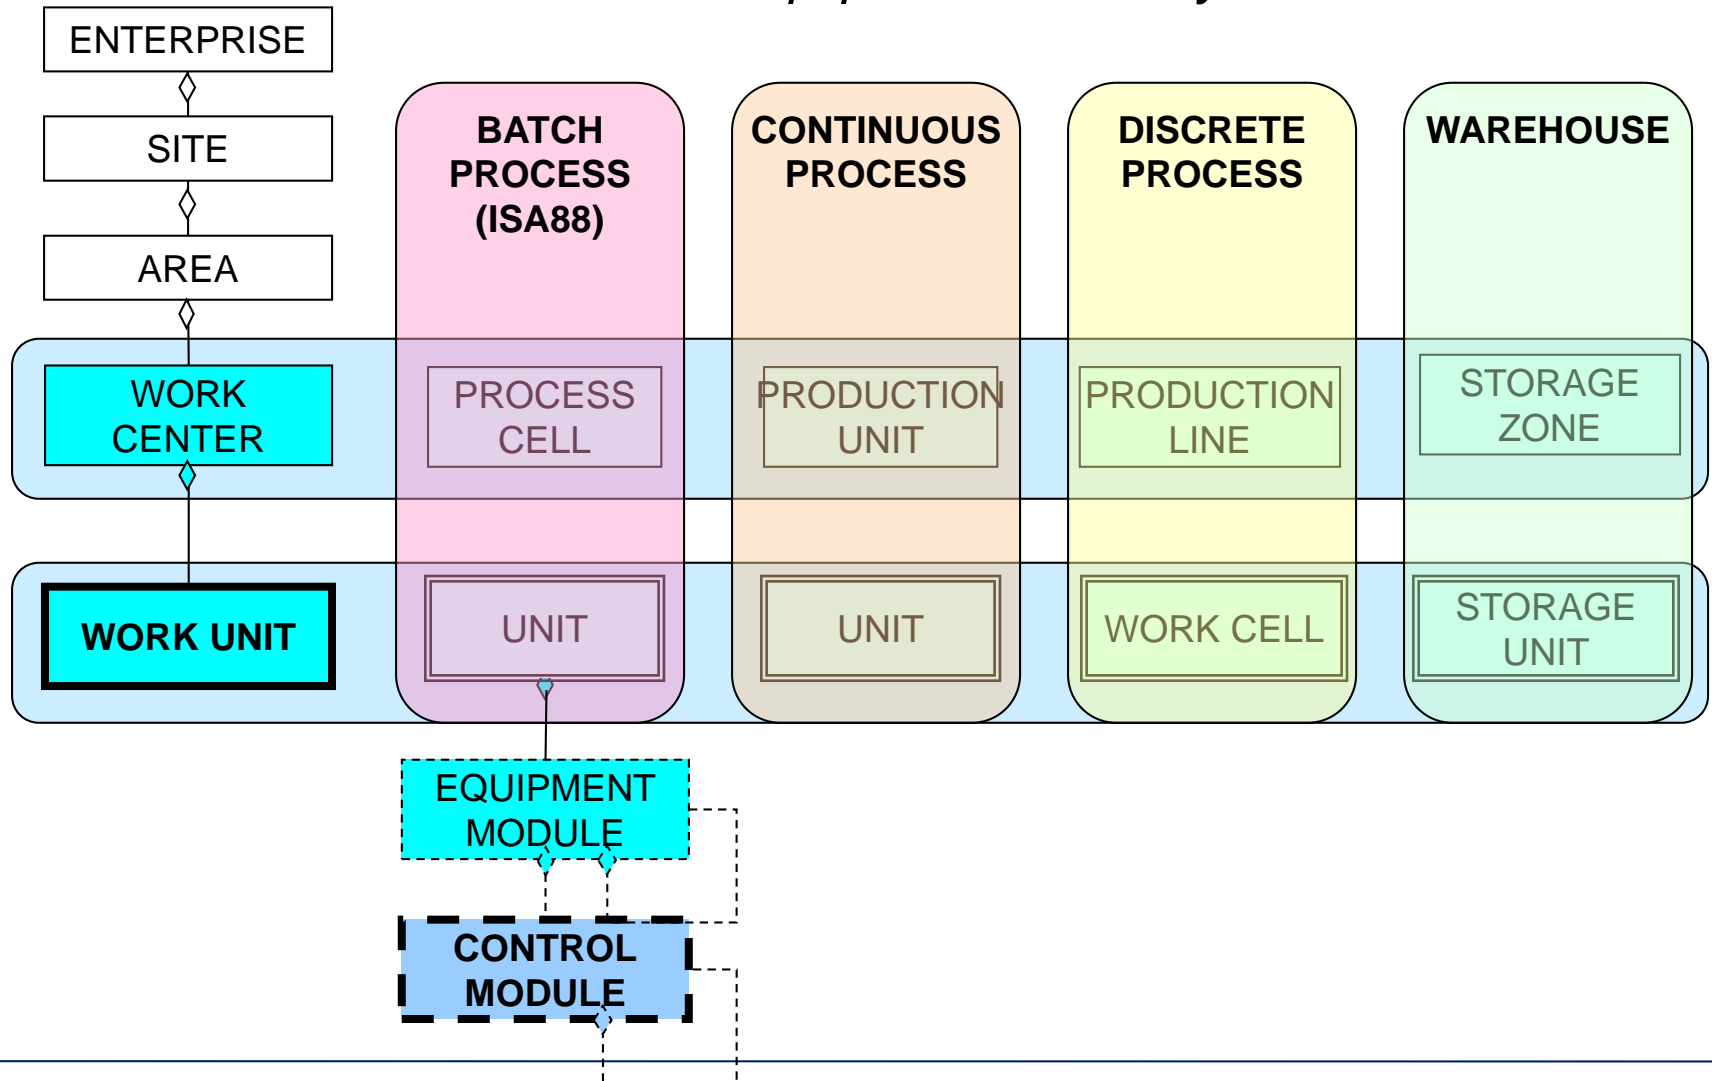 ENTERPRISE
SITE
AREA
WORK
CENTER
WORK UNIT
BATCH
PROCESS
(ISA88)
PROCESS
CELL
UNIT
EQUIPMENT
MODULE
CONTROL
MODULE
CONTINUOUS
PROCESS
PRODUCTION
UNIT
UNIT
DISCRETE
PROCESS
PRODUCTION
LINE
WORK CELL
WAREHOUSE
STORAGE
ZONE
STORAGE
UNIT